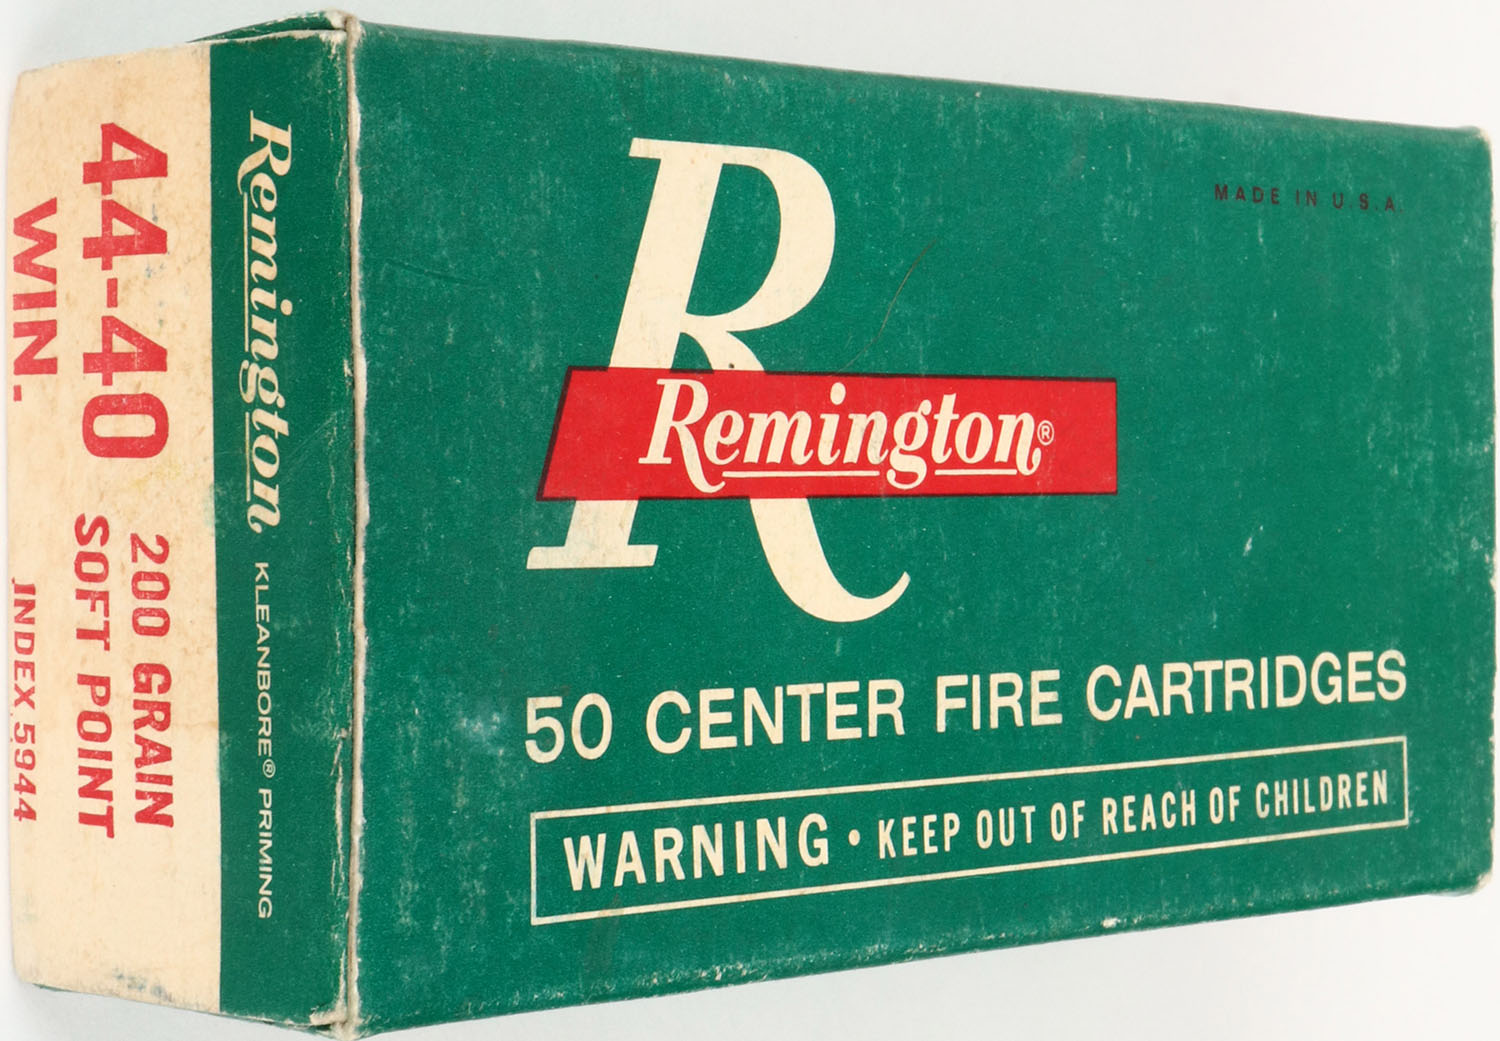 MADE IN U.S.A.
R
Remington®
50 CENTER FIRE CARTRIDGES
WARNING • KEEP OUT OF REACH OF CHILDREN
Remington KLEANBORE® PRIMING
44-40
WIN.
200 GRAIN
SOFT POINT
INDEX 5944